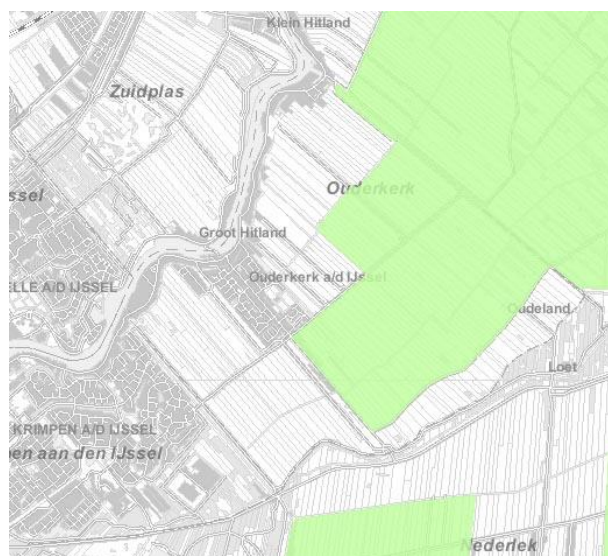 Klein Hitland
Zuidplas
Ouderkerk
ssel
Groot Hitland
Ouderkerk a/d IJssel
ELLE A/D IJSSEL
Oudeland
Loet
KRIMPEN A/D IJSSEL
pen aan den IJssel
Nederlek